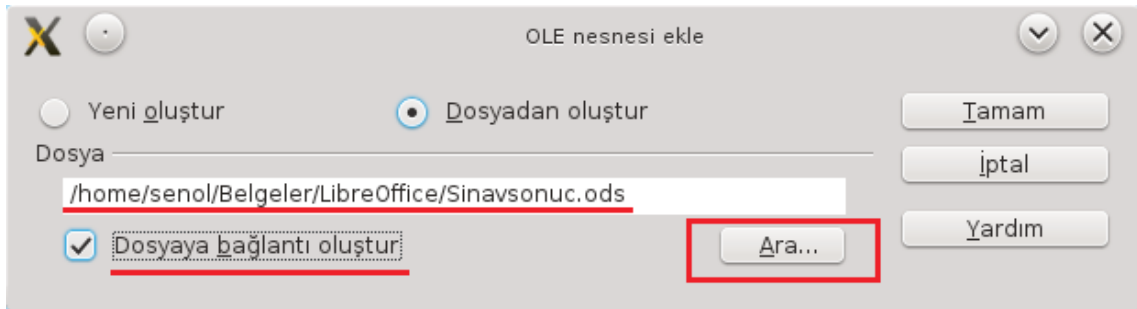 OLE nesnesi ekle
Yeni oluştur
Dosyadan oluştur
Tamam
Dosya
İptal
/home/senol/Belgeler/LibreOffice/Sinavsonuc.ods
Dosyaya bağlantı oluştur
Ara...
Yardım